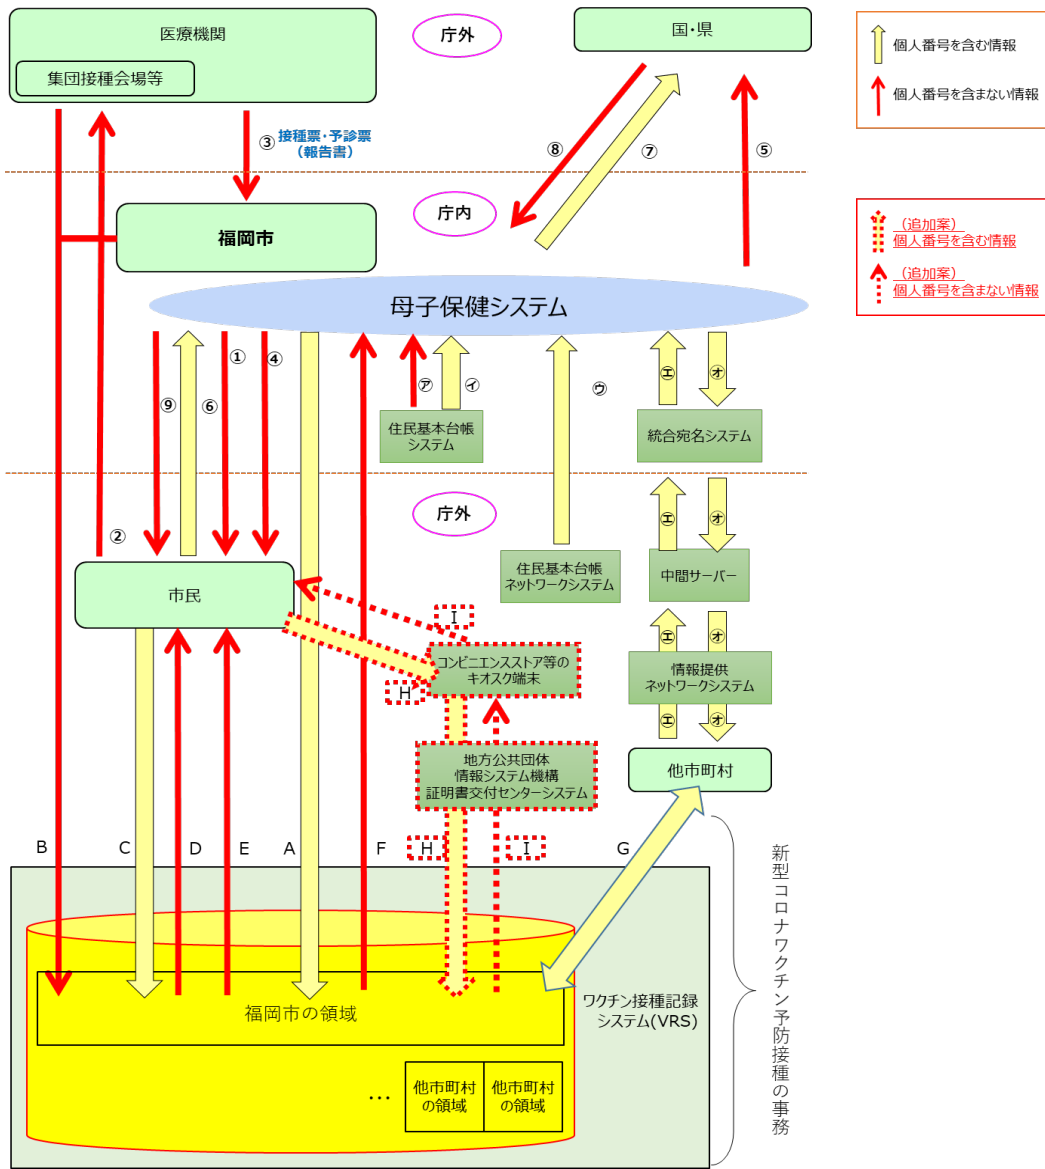 医療機関
集団接種会場等
庁外
国・県
個人番号を含む情報
個人番号を含まない情報
③
接種票・予診票
(報告書)
⑧
⑦
⑤
福岡市
庁内
(追加案)
個人番号を含む情報
(追加案)
個人番号を含まない情報
母子保健システム
①
④
⑨
⑥
㋐
㋑
㋒
㋓
㋔
住民基本台帳
システム
統合宛名システム
庁外
㋓
㋔
②
住民基本台帳
ネットワークシステム
中間サーバー
市民
I
㋓
㋔
コンビニエンスストア等の
キオスク端末
H
情報提供
ネットワークシステム
㋓
㋔
地方公共団体
情報システム機構
証明書交付センターシステム
他市町村
B
C
D
E
A
F
H
I
G
新型コロナワクチン予防接種の事務
ワクチン接種記録
システム(VRS)
福岡市の領域
…
他市町村
の領域
他市町村
の領域